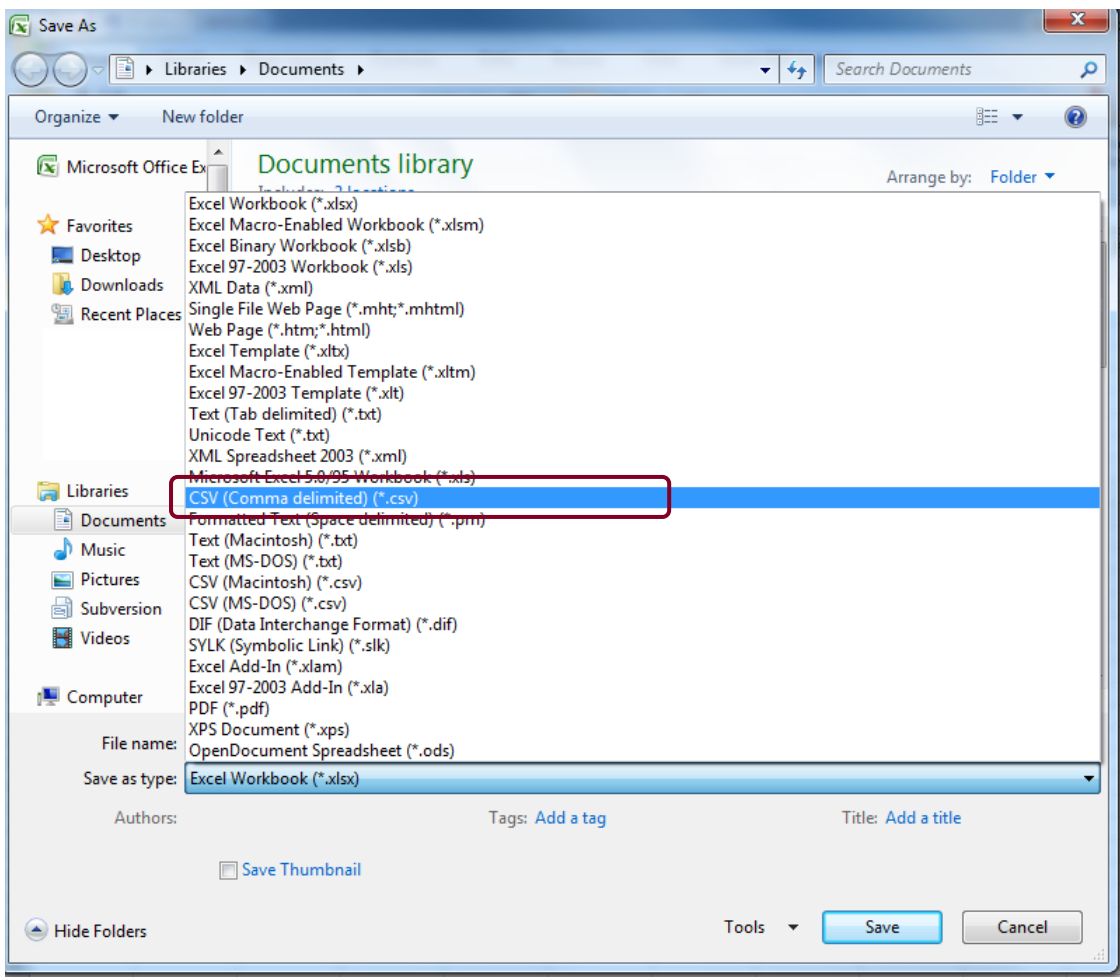 Save As
Libraries Documents
Search Documents
Organize New folder
Microsoft Office Ex
Documents library
Includes: 2 locations
Arrange by: Folder
Favorites
Desktop
Downloads
Recent Places
Libraries
Documents
Music
Pictures
Subversion
Videos
Computer
Excel Workbook (*.xlsx)
Excel Macro-Enabled Workbook (*.xlsm)
Excel Binary Workbook (*.xlsb)
Excel 97-2003 Workbook (*.xls)
XML Data (*.xml)
Single File Web Page (*.mht;*.mhtml)
Web Page (*.htm;*.html)
Excel Template (*.xltx)
Excel Macro-Enabled Template (*.xltm)
Excel 97-2003 Template (*.xlt)
Text (Tab delimited) (*.txt)
Unicode Text (*.txt)
XML Spreadsheet 2003 (*.xml)
Microsoft Excel 5.0/95 Workbook (*.xls)
CSV (Comma delimited) (*.csv)
Formatted Text (Space delimited) (*.prn)
Text (Macintosh) (*.txt)
Text (MS-DOS) (*.txt)
CSV (Macintosh) (*.csv)
CSV (MS-DOS) (*.csv)
DIF (Data Interchange Format) (*.dif)
SYLK (Symbolic Link) (*.slk)
Excel Add-In (*.xlam)
Excel 97-2003 Add-In (*.xla)
PDF (*.pdf)
XPS Document (*.xps)
OpenDocument Spreadsheet (*.ods)
File name:
Save as type: Excel Workbook (*.xlsx)
Authors: Tags: Add a tag Title: Add a title
Save Thumbnail
Hide Folders Tools Save Cancel